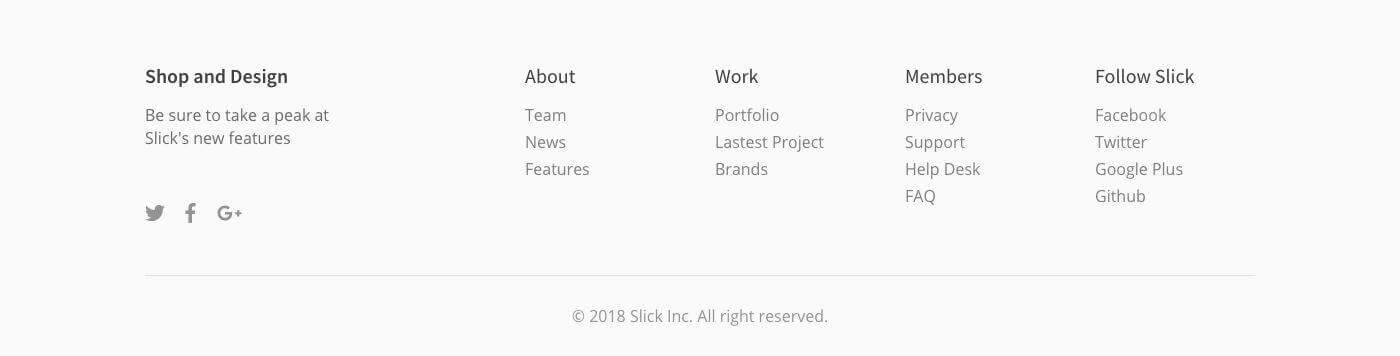 Shop and Design
Be sure to take a peak at
Slick's new features
About
Team
News
Features
Work
Portfolio
Lastest Project
Brands
Members
Privacy
Support
Help Desk
FAQ
Follow Slick
Facebook
Twitter
Google Plus
Github
© 2018 Slick Inc. All right reserved.